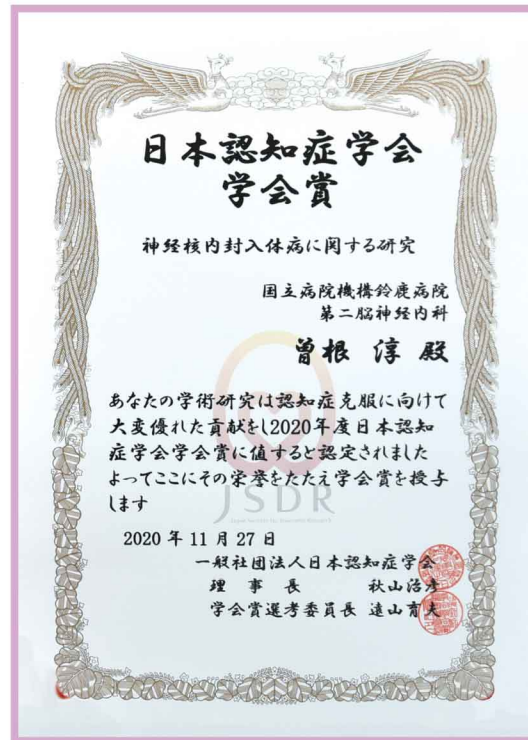 日本認知症学会
学会賞
神経核内封入体病に関する研究
国立病院機構鈴鹿病院
第二脳神経内科
曽根 淳 殿
あなたの学術研究は認知症克服に向けて
大変優れた貢献をし2020年度日本認知
症学会学会賞に値すると認定されました
よってここにその栄誉をたたえ学会賞を授与
します
JSDR
2020年11月27日
一般社団法人日本認知症学会
理事長 秋山治彦
学会賞選考委員長 遠山育夫